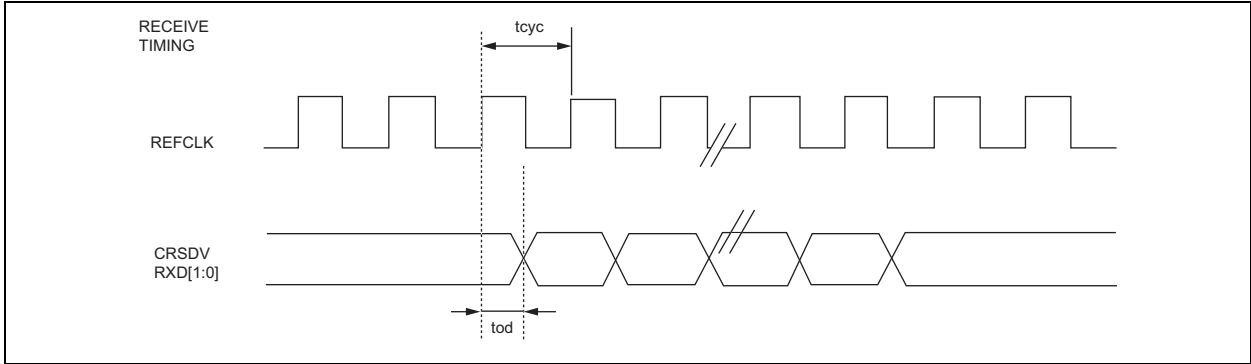 RECEIVE
TIMING
tcyc
REFCLK
CRSDV
RXD[1:0]
tod